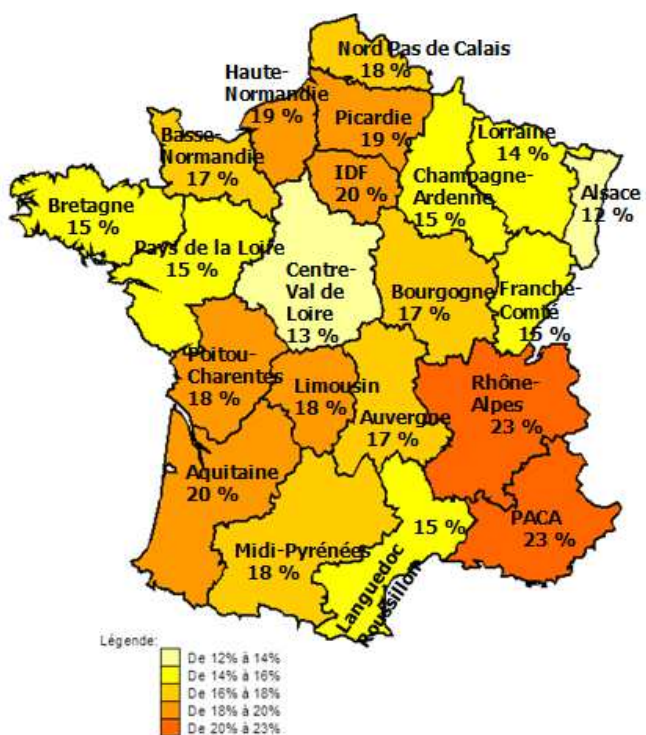 Nord Pas de Calais
18 %
Haute-
Normandie
19 %
Picardie
19 %
Basse-
Normandie
17 %
IDF
20 %
Champagne-
Ardenne
15 %
Lorraine
14 %
Alsace
12 %
Bretagne
15 %
Pays de la Loire
15 %
Centre-
Val de
Loire
13 %
Bourgogne
17 %
Franche-
Comté
15 %
Poitou-
Charentes
18 %
Limousin
18 %
Auvergne
17 %
Rhône-
Alpes
23 %
Aquitaine
20 %
Midi-Pyrénées
18 %
15 %
Languedoc
Roussillon
PACA
23 %
Légende:
De 12% à 14%
De 14% à 16%
De 16% à 18%
De 18% à 20%
De 20% à 23%